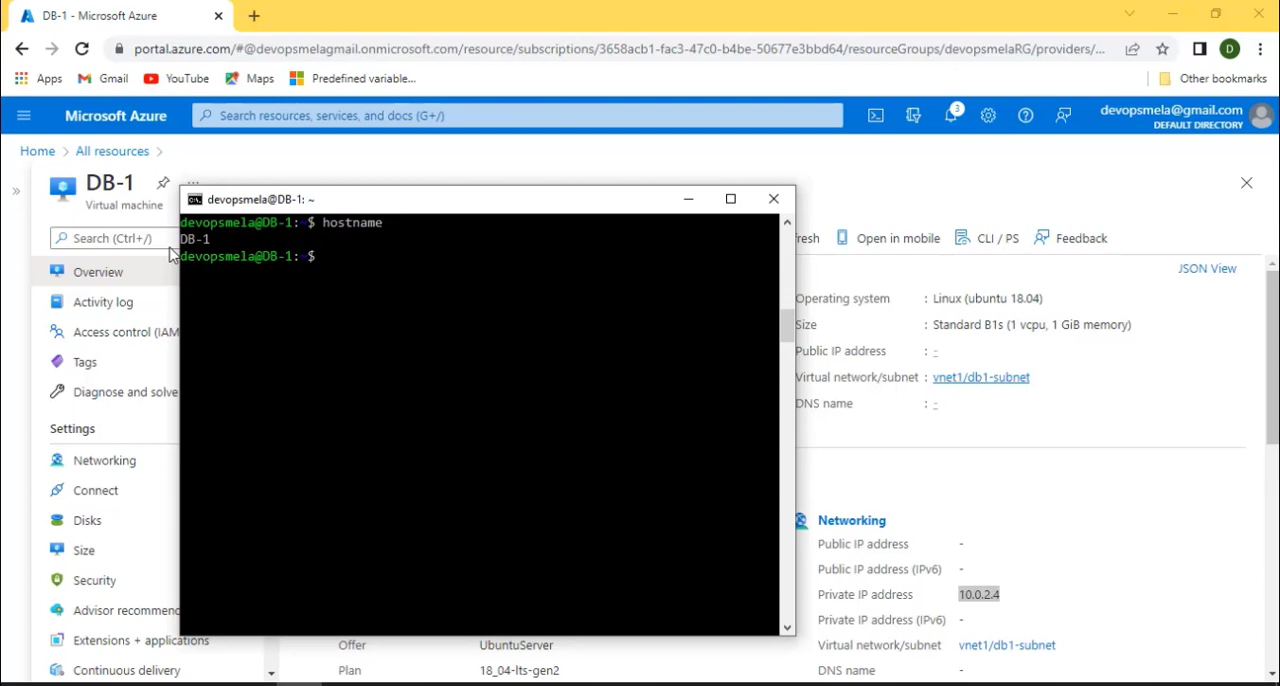 DB-1 - Microsoft Azure
portal.azure.com/#@devopsmelagmail.onmicrosoft.com/resource/subscriptions/3658acb1-fac3-47c0-b4be-50677e3bbd64/resourceGroups/devopsmelaRG/providers/...
D
Apps Gmail YouTube Maps Predefined variable... Other bookmarks
Microsoft Azure Search resources, services, and docs (G+/) 3 devopsmela@gmail.com
DEFAULT DIRECTORY
Home > All resources >
DB-1 ...
Virtual machine
devopsmela@DB-1: ~
devopsmela@DB-1:~$ hostname
DB-1
devopsmela@DB-1:~$
Search (Ctrl+/)
Overview
Activity log
Access control (IAM
Tags
Diagnose and solve
Settings
Networking
Connect
Disks
Size
Security
Advisor recommen
Extensions + applications
Continuous delivery
resh Open in mobile CLI / PS Feedback
JSON View
Operating system : Linux (ubuntu 18.04)
Size : Standard B1s (1 vcpu, 1 GiB memory)
Public IP address : -
Virtual network/subnet : vnet1/db1-subnet
DNS name : -
Networking
Public IP address -
Public IP address (IPv6) -
Private IP address 10.0.2.4
Private IP address (IPv6) -
Virtual network/subnet vnet1/db1-subnet
DNS name -
Offer UbuntuServer
Plan 18_04-lts-gen2